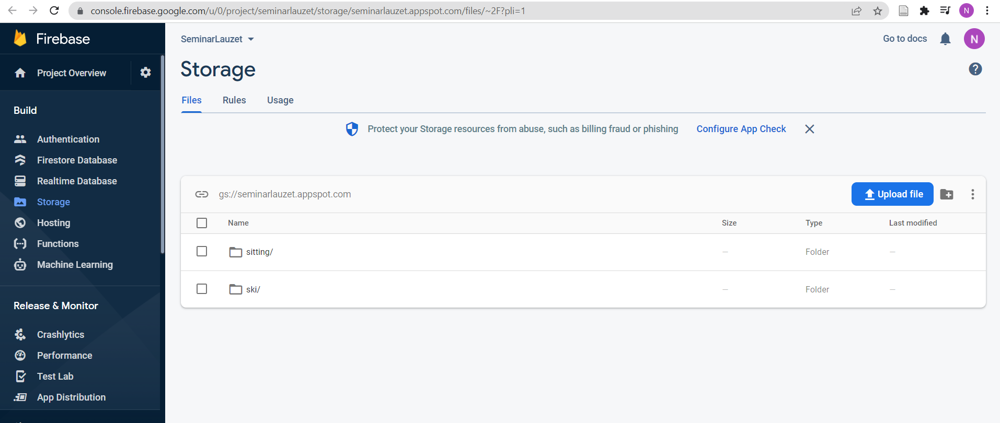 console.firebase.google.com/u/0/project/seminarlauzet/storage/seminarlauzet.appspot.com/files/~2F?pli=1
N
Firebase
SeminarLauzet
Go to docs
N
Project Overview
Storage
?
Files Rules Usage
Build
Protect your Storage resources from abuse, such as billing fraud or phishing Configure App Check
Authentication
Firestore Database
Realtime Database
Storage
Hosting
Functions
Machine Learning
gs://seminarlauzet.appspot.com Upload file
Name Size Type Last modified
sitting/ – Folder –
ski/ – Folder –
Release & Monitor
Crashlytics
Performance
Test Lab
App Distribution